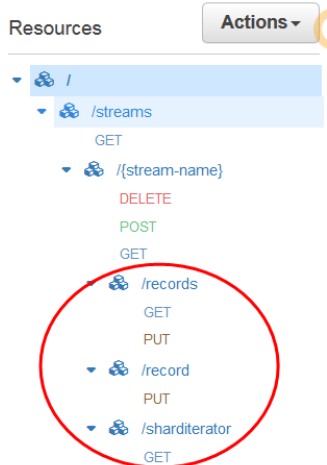 Resources
Actions
/
/streams
GET
/{stream-name}
DELETE
POST
GET
/records
GET
PUT
/record
PUT
/sharditerator
GET